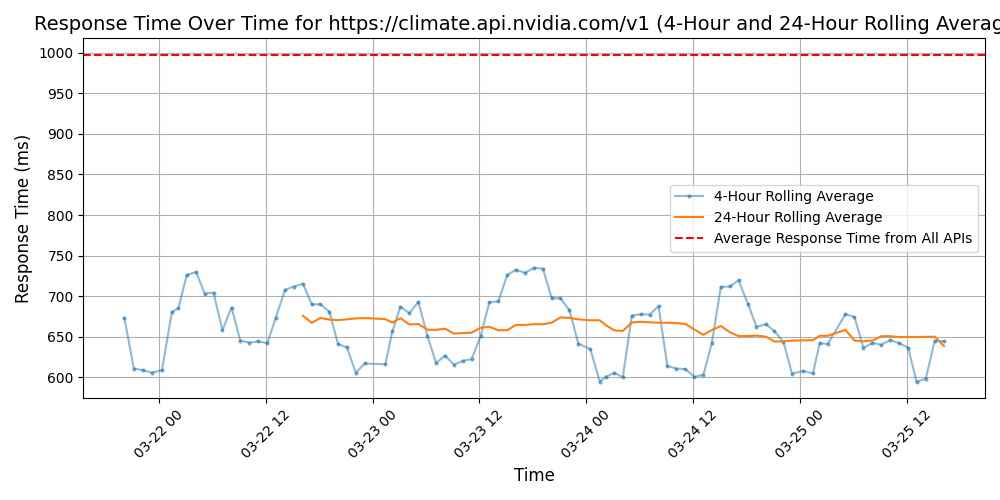 Response Time Over Time for https://climate.api.nvidia.com/v1 (4-Hour and 24-Hour Rolling Averag
Response Time (ms)
1000
950
900
850
800
750
700
650
600
4-Hour Rolling Average
24-Hour Rolling Average
Average Response Time from All APIs
03-22 00
03-22 12
03-23 00
03-23 12
03-24 00
03-24 12
03-25 00
03-25 12
Time